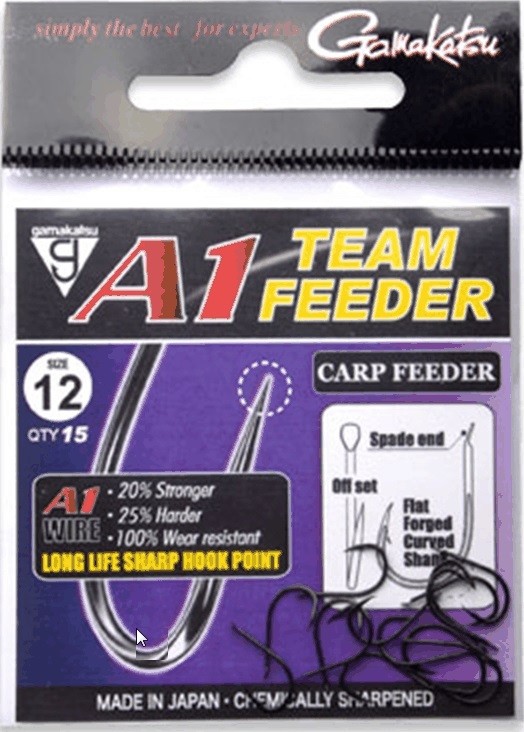 simply the best for experts
Gamakatsu
gamakatsu
A1 TEAM
FEEDER
SIZE
12
QTY 15
CARP FEEDER
Spade end
Off set
Flat
Forged
Curved
Shank
A1
WIRE
• 20% Stronger
• 25% Harder
• 100% Wear resistant
LONG LIFE SHARP HOOK POINT
MADE IN JAPAN • CHEMICALLY SHARPENED